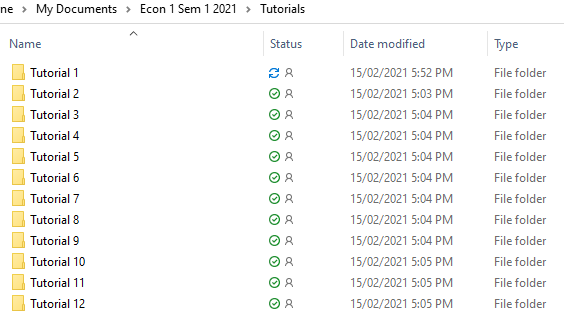 ne > My Documents > Econ 1 Sem 1 2021 > Tutorials
Name Status Date modified Type
Tutorial 1 15/02/2021 5:52 PM File folder
Tutorial 2 15/02/2021 5:03 PM File folder
Tutorial 3 15/02/2021 5:04 PM File folder
Tutorial 4 15/02/2021 5:04 PM File folder
Tutorial 5 15/02/2021 5:04 PM File folder
Tutorial 6 15/02/2021 5:04 PM File folder
Tutorial 7 15/02/2021 5:04 PM File folder
Tutorial 8 15/02/2021 5:04 PM File folder
Tutorial 9 15/02/2021 5:04 PM File folder
Tutorial 10 15/02/2021 5:05 PM File folder
Tutorial 11 15/02/2021 5:05 PM File folder
Tutorial 12 15/02/2021 5:05 PM File folder